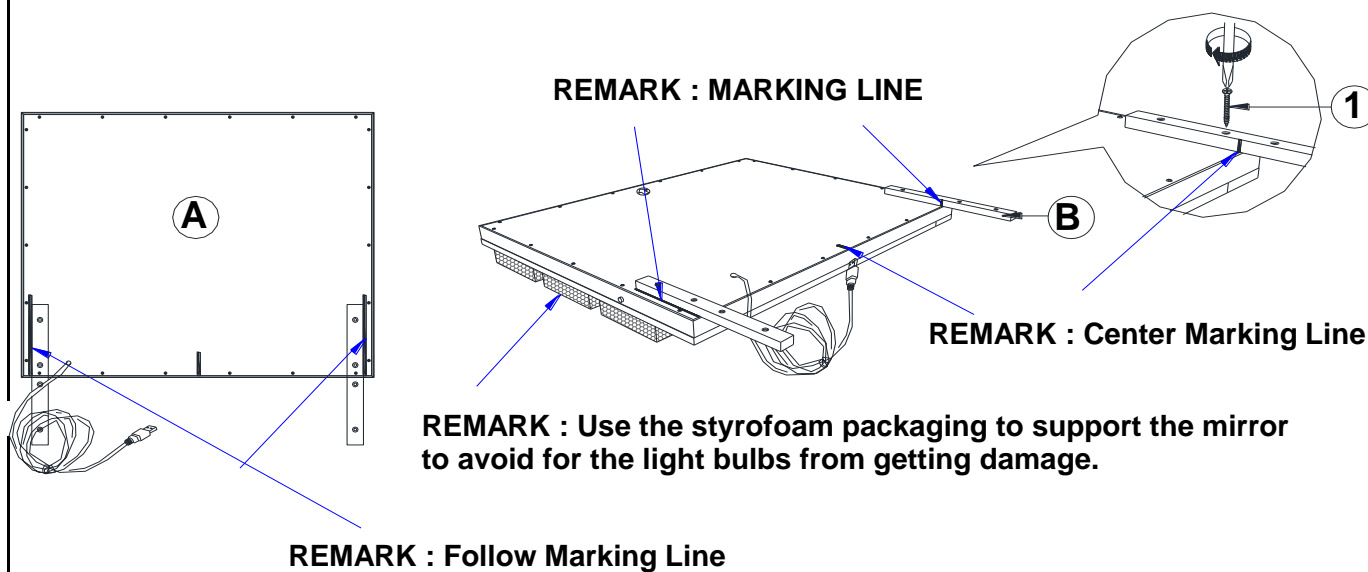 REMARK : MARKING LINE
1
A
B
REMARK : Center Marking Line
REMARK : Use the styrofoam packaging to support the mirror
to avoid for the light bulbs from getting damage.
REMARK : Follow Marking Line